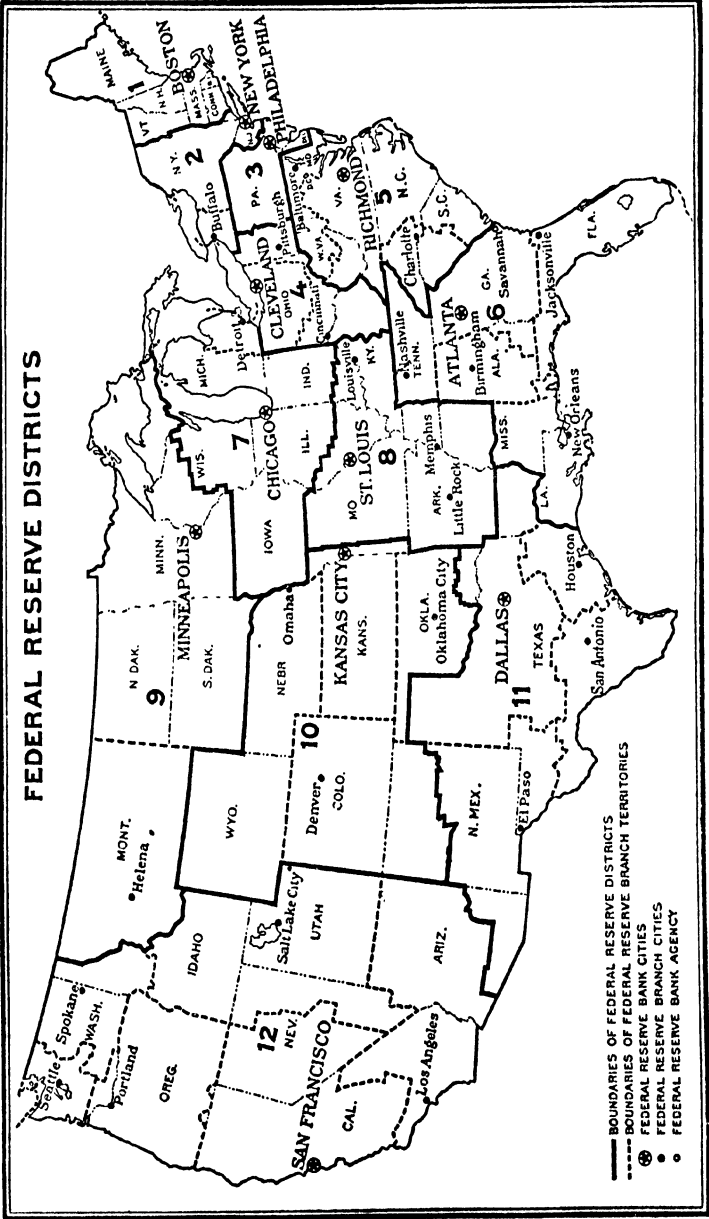 FEDERAL RESERVE DISTRICTS
Seattle
Spokane
WASH.
Portland
OREG.
IDAHO
MONT.
Helena
12
NEV.
SAN FRANCISCO
CAL.
Los Angeles
Salt Lake City
UTAH
ARIZ.
WYO.
10
Denver
COLO.
N. MEX.
El Paso
N DAK.
9
S. DAK.
MINN.
MINNEAPOLIS
NEBR
Omaha
KANSAS CITY
KANS.
OKLA.
Oklahoma City
DALLAS
TEXAS
11
Houston
San Antonio
WIS.
7
MICH.
Detroit
CHICAGO
IOWA
ILL.
IND.
MO
ST. LOUIS
8
Louisville
KY.
ARK.
Little Rock
Memphis
LA.
MISS.
New Orleans
CLEVELAND
OHIO
4
Cincinnati
Pittsburgh
Nashville
TENN.
ATLANTA
Birmingham
ALA.
6
GA.
Savannah
Jacksonville
FLA.
MAINE
1
VT
N.H.
BOSTON
MASS.
CONN.
N.Y.
2
Buffalo
NEW YORK
PA.
3
PHILADELPHIA
Baltimore
MD
W.VA.
VA.
RICHMOND
5
N.C.
Charlotte
S.C.
BOUNDARIES OF FEDERAL RESERVE DISTRICTS
BOUNDARIES OF FEDERAL RESERVE BRANCH TERRITORIES
FEDERAL RESERVE BANK CITIES
FEDERAL RESERVE BRANCH CITIES
FEDERAL RESERVE BANK AGENCY